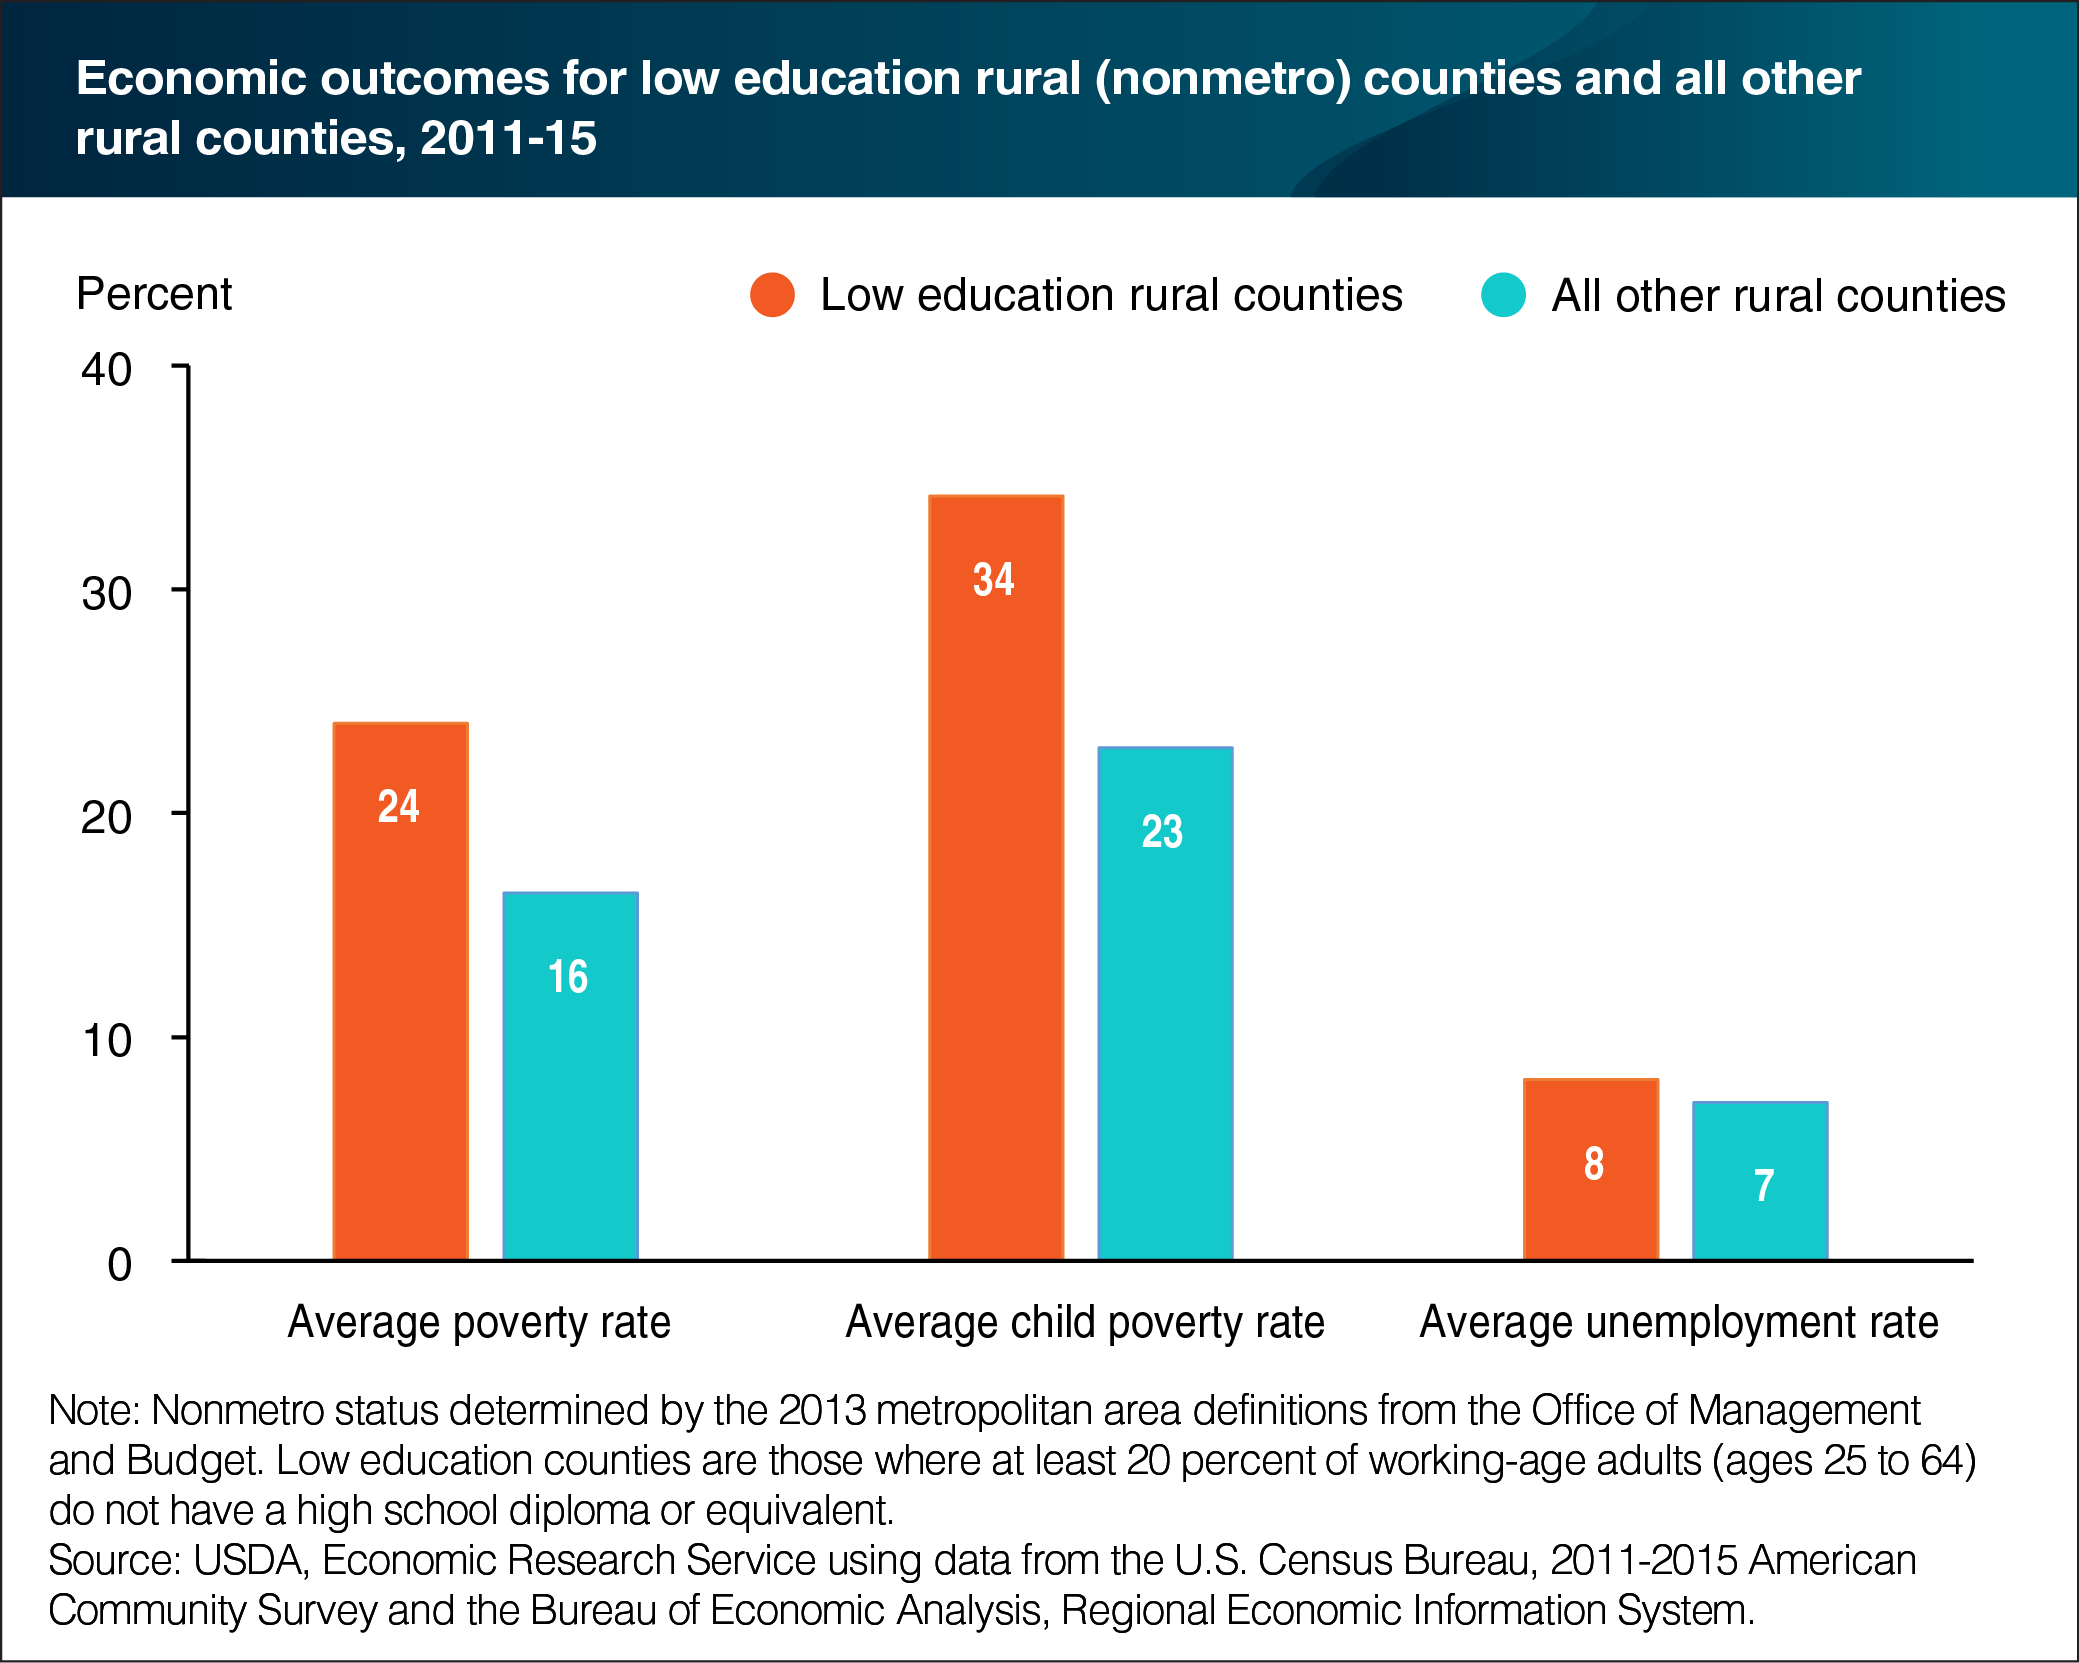 Economic outcomes for low education rural (nonmetro) counties and all other
rural counties, 2011-15
Percent
Low education rural counties
All other rural counties
40
30
20
10
0
24
16
34
23
8
7
Average poverty rate
Average child poverty rate
Average unemployment rate
Note: Nonmetro status determined by the 2013 metropolitan area definitions from the Office of Management
and Budget. Low education counties are those where at least 20 percent of working-age adults (ages 25 to 64)
do not have a high school diploma or equivalent.
Source: USDA, Economic Research Service using data from the U.S. Census Bureau, 2011-2015 American
Community Survey and the Bureau of Economic Analysis, Regional Economic Information System.